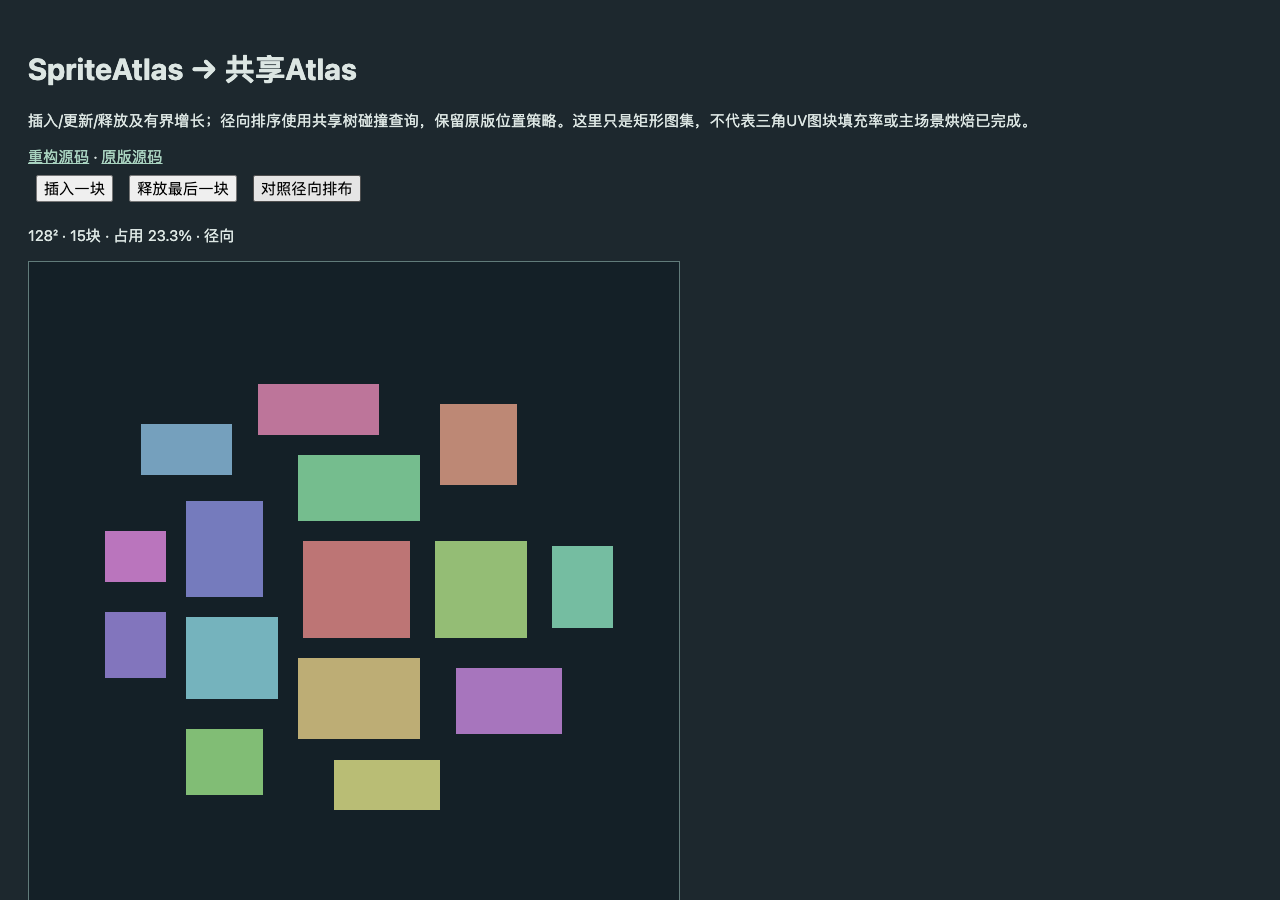 SpriteAtlas → 共享Atlas
插入/更新/释放及有界增长；径向排序使用共享树碰撞查询，保留原版位置策略。这里只是矩形图集，不代表三角UV图块填充率或主场景烘焙已完成。
重构源码 · 原版源码
插入一块 释放最后一块 对照径向排布
128² · 15块 · 占用 23.3% · 径向